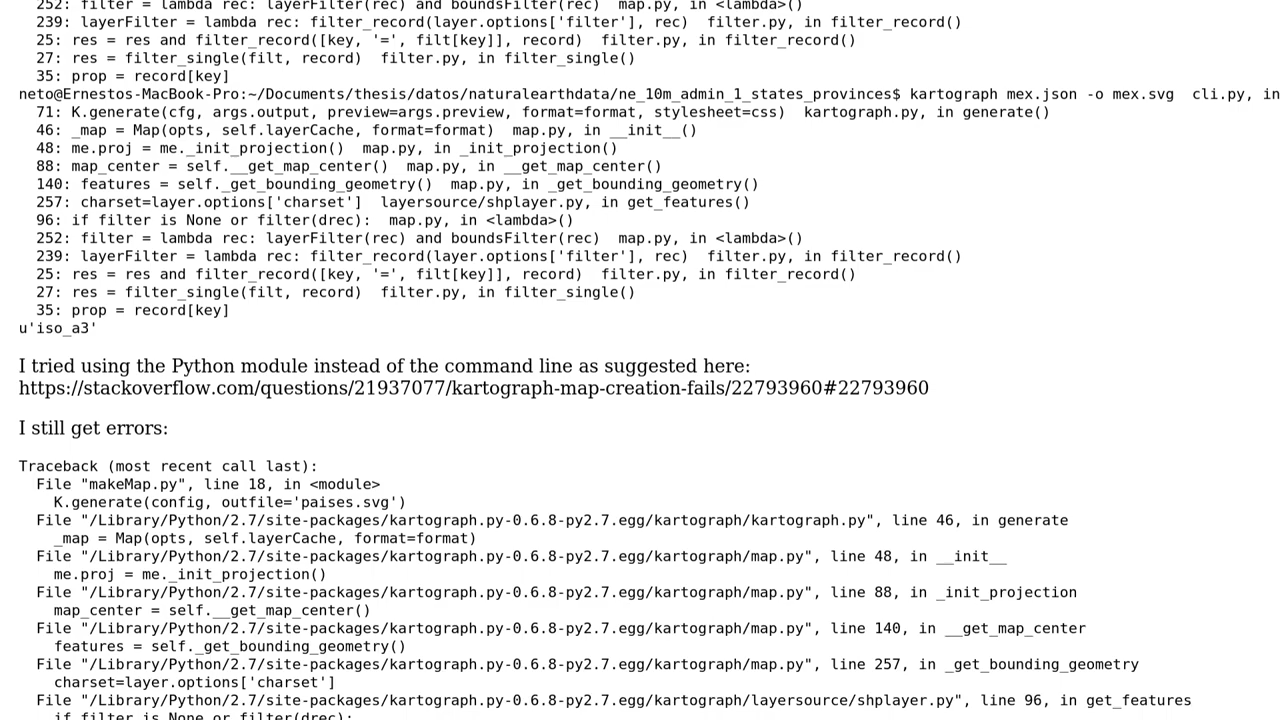 252: filter = lambda rec: layerFilter(rec) and boundsFilter(rec)  map.py, in <lambda>()
239: layerFilter = lambda rec: filter_record(layer.options['filter'], rec)  filter.py, in filter_record()
25: res = res and filter_record([key, '=', filt[key]], record)  filter.py, in filter_record()
27: res = filter_single(filt, record)  filter.py, in filter_single()
35: prop = record[key]
neto@Ernestos-MacBook-Pro:~/Documents/thesis/datos/naturalearthdata/ne_10m_admin_1_states_provinces$ kartograph mex.json -o mex.svg  cli.py, in
71: K.generate(cfg, args.output, preview=args.preview, format=format, stylesheet=css)  kartograph.py, in generate()
46: _map = Map(opts, self.layerCache, format=format)  map.py, in __init__()
48: me.proj = me._init_projection()  map.py, in _init_projection()
88: map_center = self.__get_map_center()  map.py, in __get_map_center()
140: features = self._get_bounding_geometry()  map.py, in _get_bounding_geometry()
257: charset=layer.options['charset']  layersource/shplayer.py, in get_features()
96: if filter is None or filter(drec):  map.py, in <lambda>()
252: filter = lambda rec: layerFilter(rec) and boundsFilter(rec)  map.py, in <lambda>()
239: layerFilter = lambda rec: filter_record(layer.options['filter'], rec)  filter.py, in filter_record()
25: res = res and filter_record([key, '=', filt[key]], record)  filter.py, in filter_record()
27: res = filter_single(filt, record)  filter.py, in filter_single()
35: prop = record[key]
u'iso_a3'
I tried using the Python module instead of the command line as suggested here:
https://stackoverflow.com/questions/21937077/kartograph-map-creation-fails/22793960#22793960
I still get errors:
Traceback (most recent call last):
File "makeMap.py", line 18, in <module>
K.generate(config, outfile='paises.svg')
File "/Library/Python/2.7/site-packages/kartograph.py-0.6.8-py2.7.egg/kartograph/kartograph.py", line 46, in generate
_map = Map(opts, self.layerCache, format=format)
File "/Library/Python/2.7/site-packages/kartograph.py-0.6.8-py2.7.egg/kartograph/map.py", line 48, in __init__
me.proj = me._init_projection()
File "/Library/Python/2.7/site-packages/kartograph.py-0.6.8-py2.7.egg/kartograph/map.py", line 88, in _init_projection
map_center = self.__get_map_center()
File "/Library/Python/2.7/site-packages/kartograph.py-0.6.8-py2.7.egg/kartograph/map.py", line 140, in __get_map_center
features = self._get_bounding_geometry()
File "/Library/Python/2.7/site-packages/kartograph.py-0.6.8-py2.7.egg/kartograph/map.py", line 257, in _get_bounding_geometry
charset=layer.options['charset']
File "/Library/Python/2.7/site-packages/kartograph.py-0.6.8-py2.7.egg/kartograph/layersource/shplayer.py", line 96, in get_features
if filter is None or filter(drec):